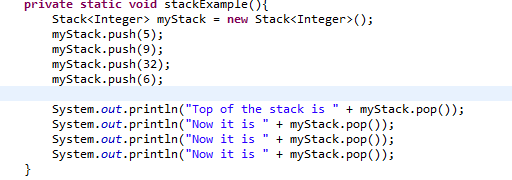 private static void stackExample(){
Stack<Integer> myStack = new Stack<Integer>();
myStack.push(5);
myStack.push(9);
myStack.push(32);
myStack.push(6);
System.out.println("Top of the stack is " + myStack.pop());
System.out.println("Now it is " + myStack.pop());
System.out.println("Now it is " + myStack.pop());
System.out.println("Now it is " + myStack.pop());
}